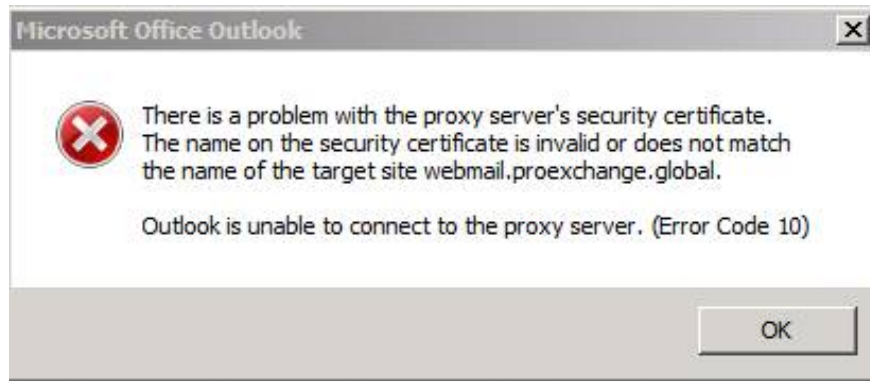 Microsoft Office Outlook
There is a problem with the proxy server's security certificate.
The name on the security certificate is invalid or does not match
the name of the target site webmail.proexchange.global.
Outlook is unable to connect to the proxy server. (Error Code 10)
OK